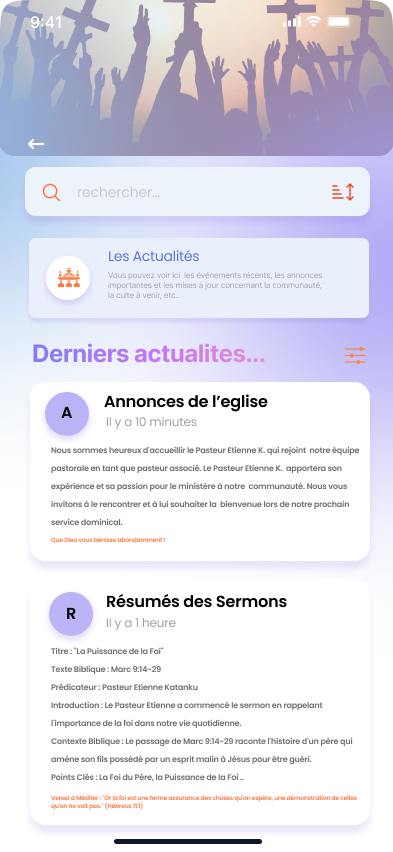 9:41
rechercher...
Les Actualités
Vous pouvez voir ici les événements récents, les annonces
importantes et les mises à jour concernant la communauté,
la culte à venir, etc..
Derniers actualites...
A
Annonces de l'eglise
Il y a 10 minutes
Nous sommes heureux d'accueillir le Pasteur Etienne K. qui rejoint notre équipe
pastorale en tant que pasteur associé. Le Pasteur Etienne K. apportera son
expérience et sa passion pour le ministère à notre communauté. Nous vous
invitons à le rencontrer et à lui souhaiter la bienvenue lors de notre prochain
service dominical.
Que Dieu vous bénisse abondamment !
R
Résumés des Sermons
Il y a 1 heure
Titre : "La Puissance de la Foi"
Texte Biblique : Marc 9:14-29
Prédicateur : Pasteur Etienne Katanku
Introduction : Le Pasteur Etienne a commencé le sermon en rappelant
l'importance de la foi dans notre vie quotidienne.
Contexte Biblique : Le passage de Marc 9:14-29 raconte l'histoire d'un père qui
amène son fils possédé par un esprit malin à Jésus pour être guéri.
Points Clés : La Foi du Père, la Puissance de la Foi ..
Verset à Méditer : "Or la foi est une ferme assurance des choses qu'on espère, une démonstration de celles
qu'on ne voit pas." (Hébreux 11:1)